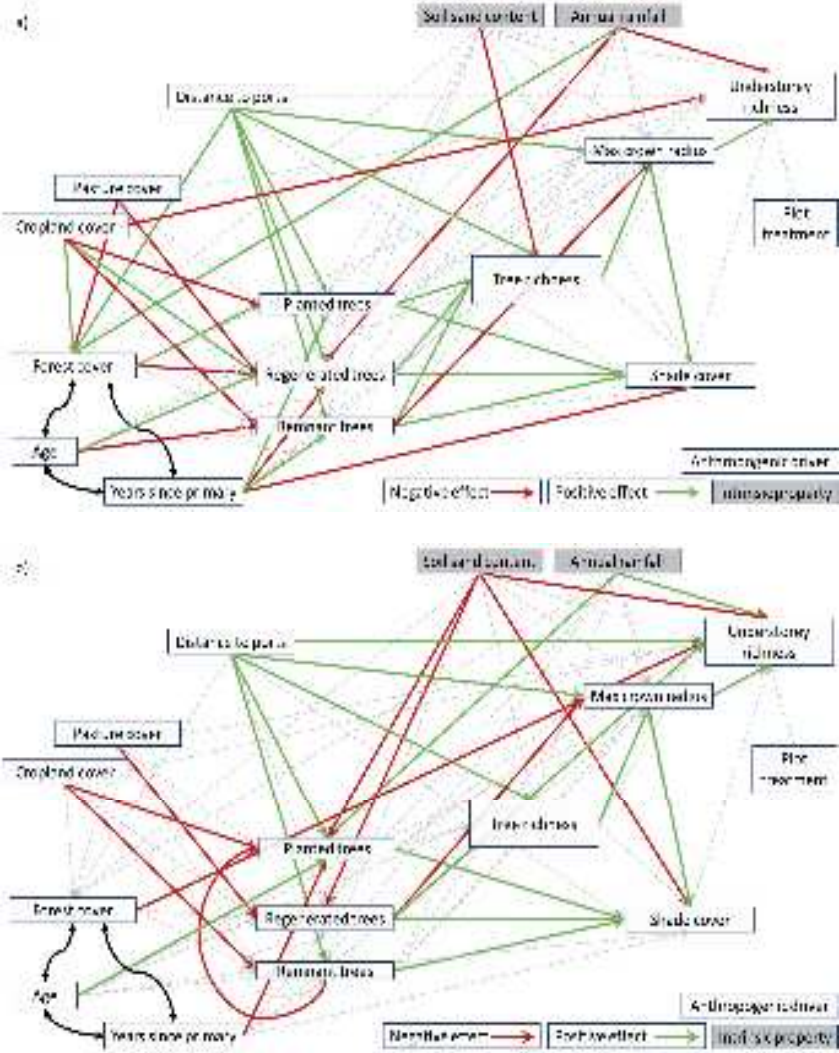 a)
Soil sand content
Annual rainfall
Understorey
richness
Distance to ports
Max crown radius
Pasture cover
Cropland cover
Plot
treatment
Tree richness
Planted trees
Forest cover
Regenerated trees
Shade cover
Remnant trees
Age
Years since primary
Anthropogenic driver
Negative effect
Positive effect
Intrinsic property
Soil sand content
Annual rainfall
Understorey
richness
Distance to ports
Max crown radius
Pasture cover
Cropland cover
Plot
treatment
Tree richness
Planted trees
Forest cover
Regenerated trees
Shade cover
Remnant trees
Age
Years since primary
Anthropogenic driver
Negative effect
Positive effect
Intrinsic property